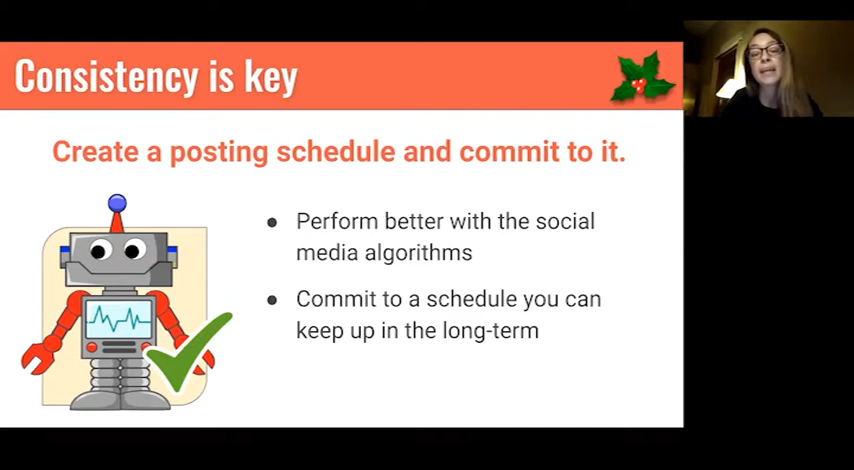 Consistency is key
Create a posting schedule and commit to it.
● Perform better with the social
media algorithms
● Commit to a schedule you can
keep up in the long-term